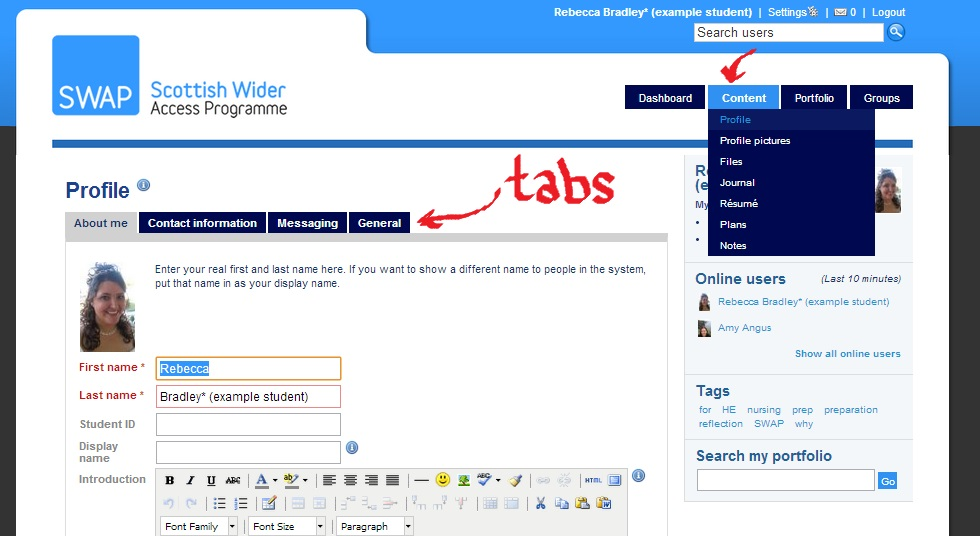 Rebecca Bradley* (example student) | Settings | 0 | Logout
Search users
SWAP
Scottish Wider
Access Programme
Dashboard Content Portfolio Groups
Profile
Profile pictures
Files
Journal
Résumé
Plans
Notes
Profile
tabs
About me Contact information Messaging General
Enter your real first and last name here. If you want to show a different name to people in the system,
put that name in as your display name.
First name * Rebecca
Last name * Bradley* (example student)
Student ID
Display
name
Introduction
B I U ABC A ab ABC HTML
Font Family Font Size Paragraph
Online users (Last 10 minutes)
Rebecca Bradley* (example student)
Amy Angus
Show all online users
Tags
for HE nursing prep preparation
reflection SWAP why
Search my portfolio
Go